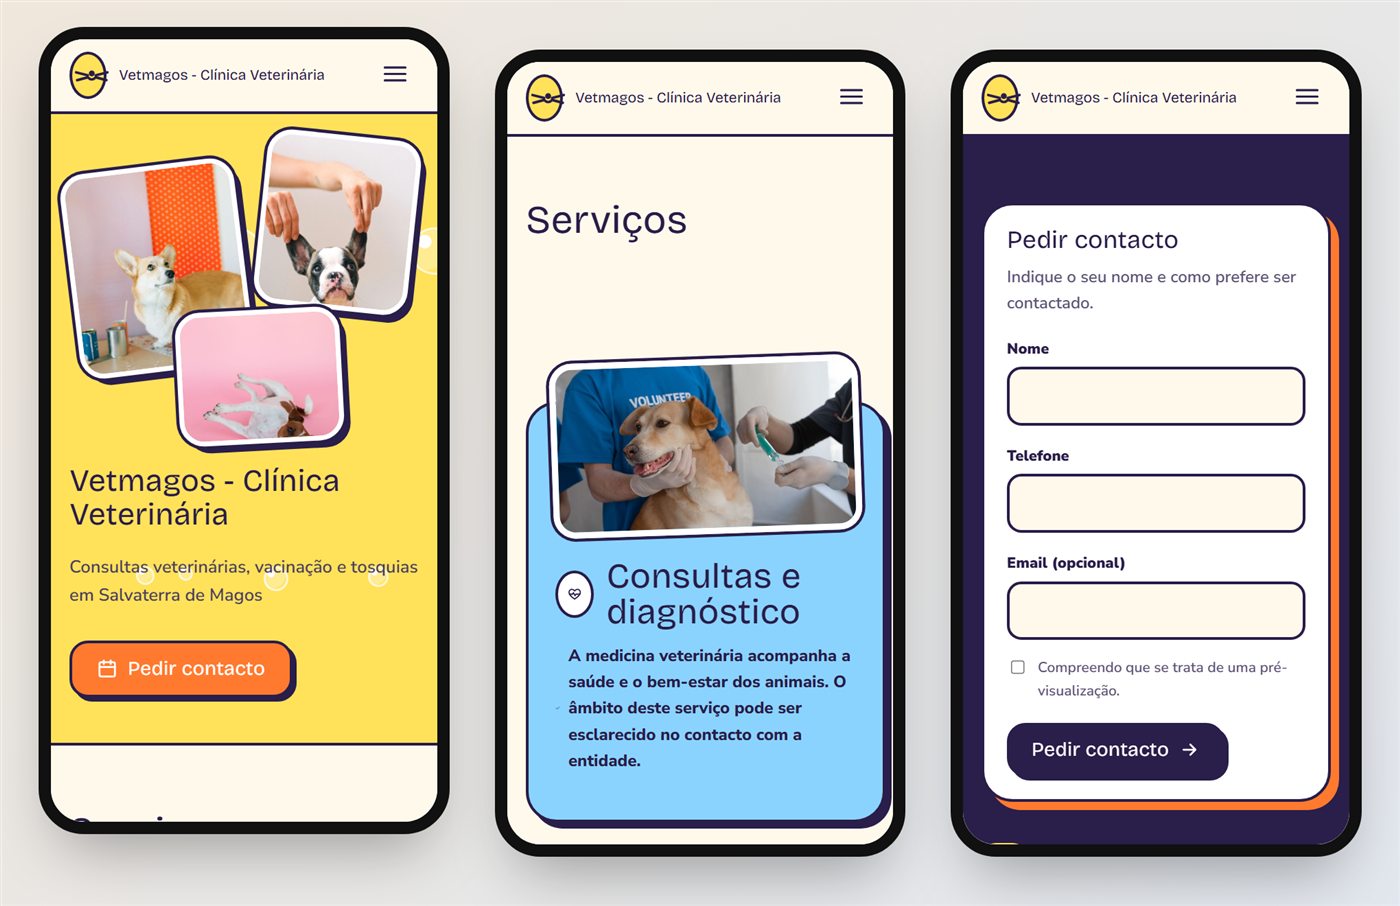 Vetmagos - Clínica Veterinária
Vetmagos - Clínica
Veterinária
Consultas veterinárias, vacinação e tosquias
em Salvaterra de Magos
Pedir contacto
Vetmagos - Clínica Veterinária
Serviços
VOLUNTEER
Consultas e
diagnóstico
A medicina veterinária acompanha a
saúde e o bem-estar dos animais. O
âmbito deste serviço pode ser
esclarecido no contacto com a
entidade.
Vetmagos - Clínica Veterinária
Pedir contacto
Indique o seu nome e como prefere ser
contactado.
Nome
Telefone
Email (opcional)
Compreendo que se trata de uma pré-
visualização.
Pedir contacto